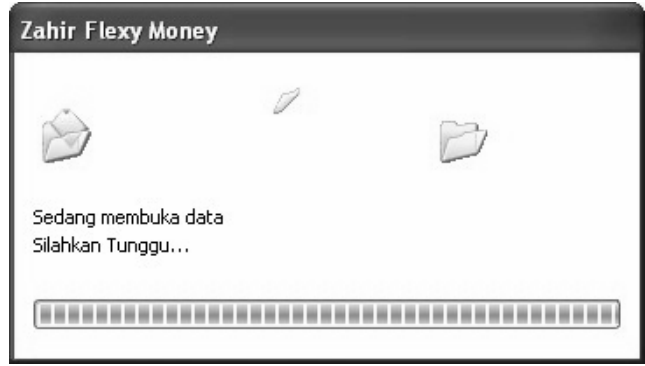 Zahir Flexy Money
Sedang membuka data
Silahkan Tunggu...